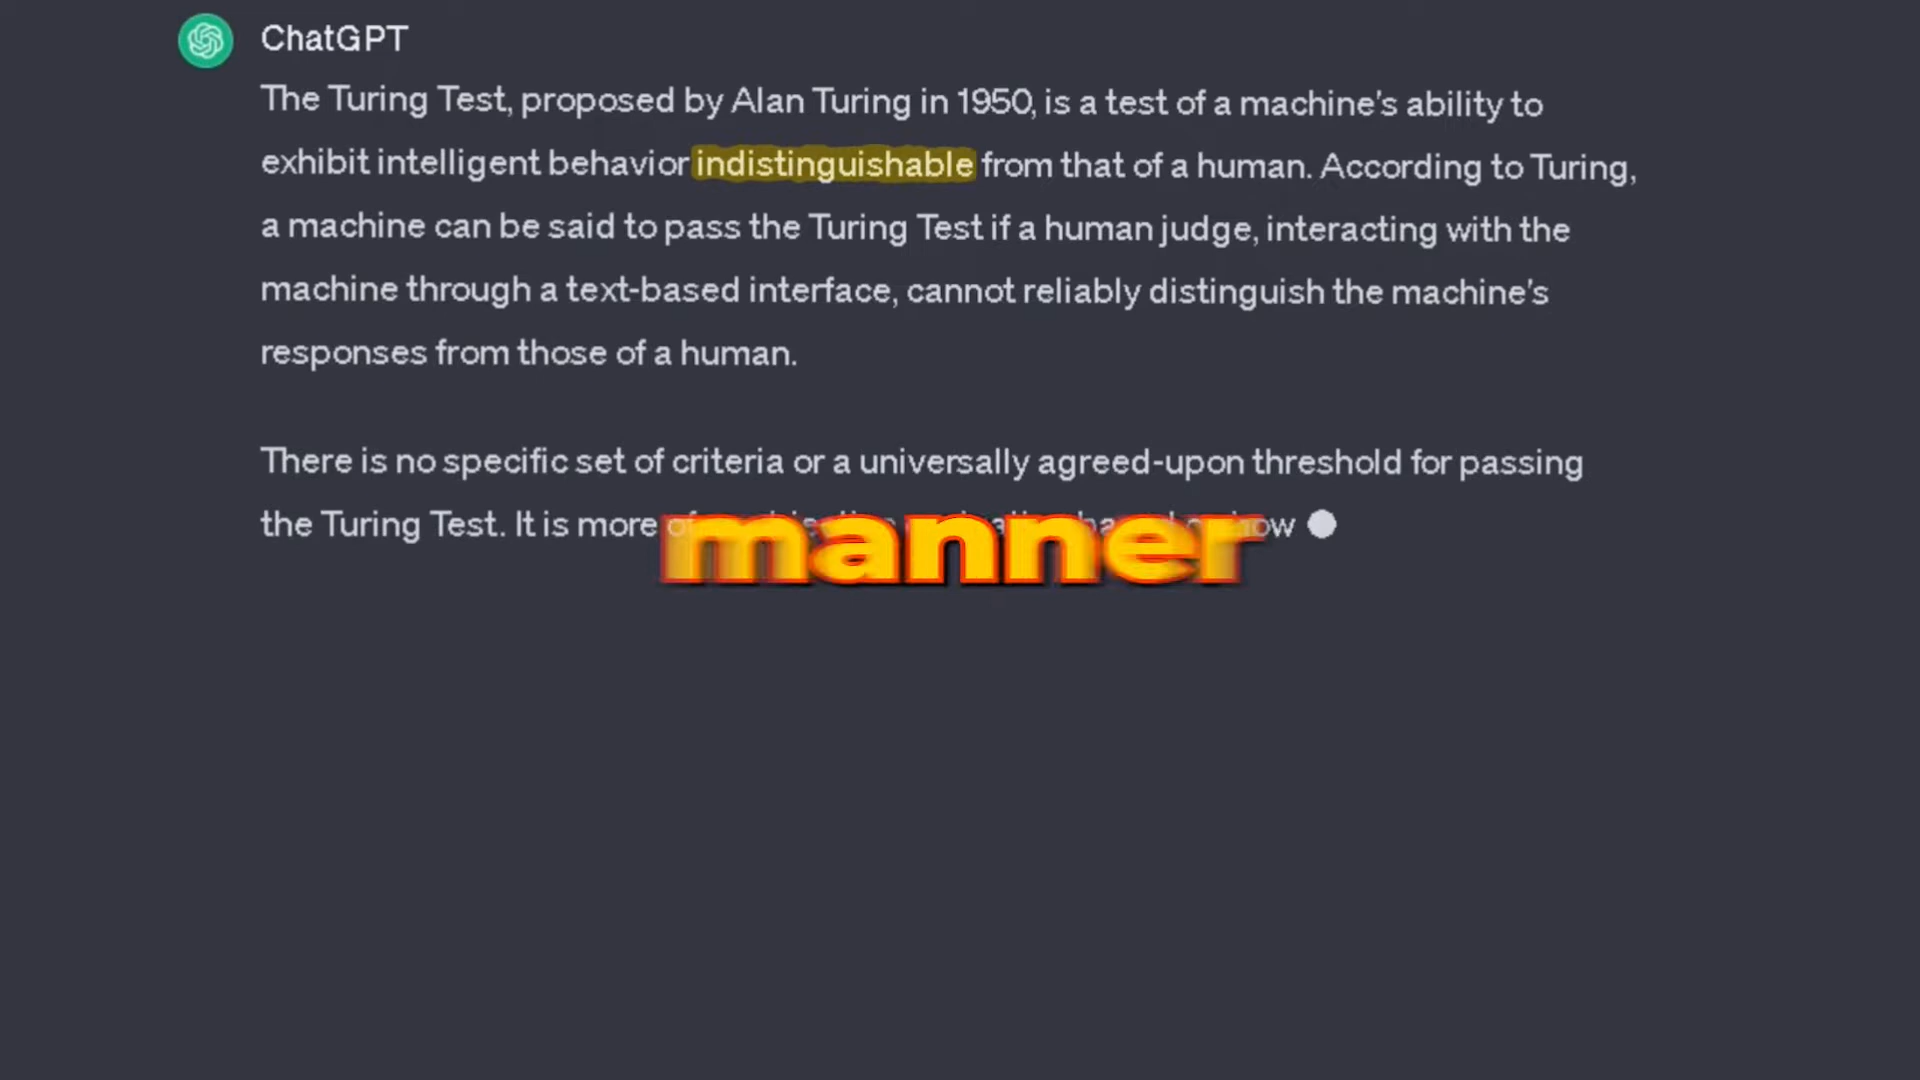 ChatGPT
The Turing Test, proposed by Alan Turing in 1950, is a test of a machine's ability to
exhibit intelligent behavior indistinguishable from that of a human. According to Turing,
a machine can be said to pass the Turing Test if a human judge, interacting with the
machine through a text-based interface, cannot reliably distinguish the machine's
responses from those of a human.
There is no specific set of criteria or a universally agreed-upon threshold for passing
the Turing Test. It is more
manner